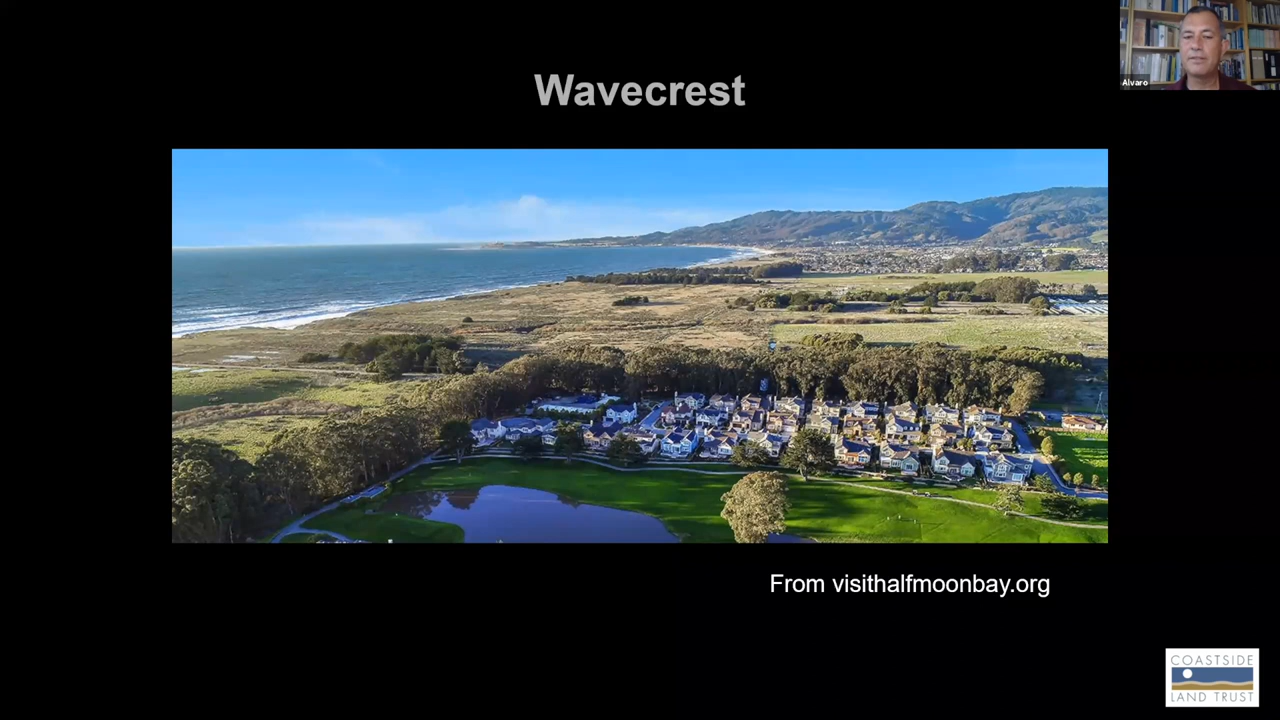 Alvaro
Wavecrest
From visithalfmoonbay.org
COASTSIDE
LAND TRUST